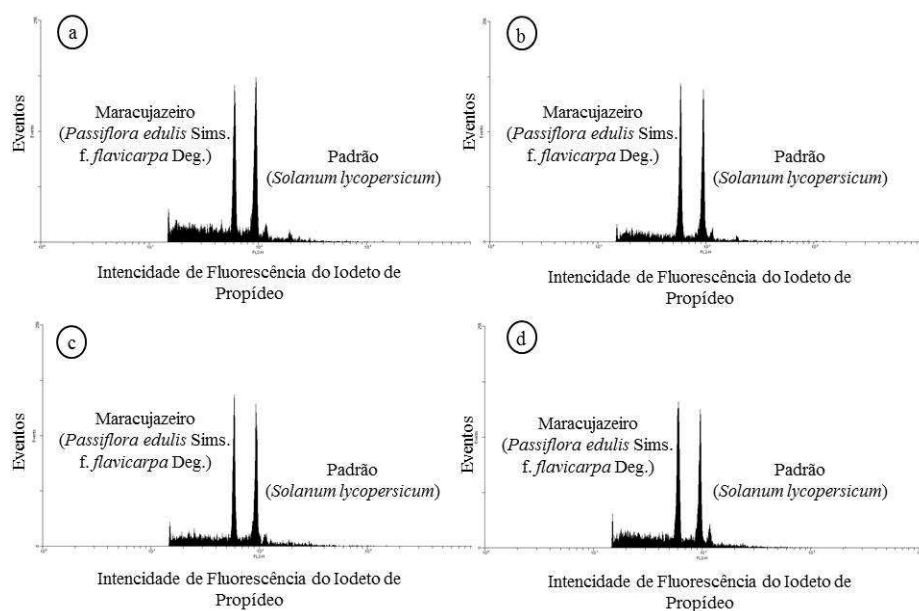 a
Eventos
Maracujazeiro
(Passiflora edulis Sims.
f. flavicarpa Deg.)
Padrão
(Solanum lycopersicum)
Intencidade de Fluorescência do Iodeto de
Propídeo
b
Eventos
Maracujazeiro
(Passiflora edulis Sims.
f. flavicarpa Deg.)
Padrão
(Solanum lycopersicum)
Intencidade de Fluorescência do Iodeto de
Propídeo
c
Eventos
Maracujazeiro
(Passiflora edulis Sims.
f. flavicarpa Deg.)
Padrão
(Solanum lycopersicum)
Intencidade de Fluorescência do Iodeto de
Propídeo
d
Eventos
Maracujazeiro
(Passiflora edulis Sims.
f. flavicarpa Deg.)
Padrão
(Solanum lycopersicum)
Intencidade de Fluorescência do Iodeto de
Propídeo